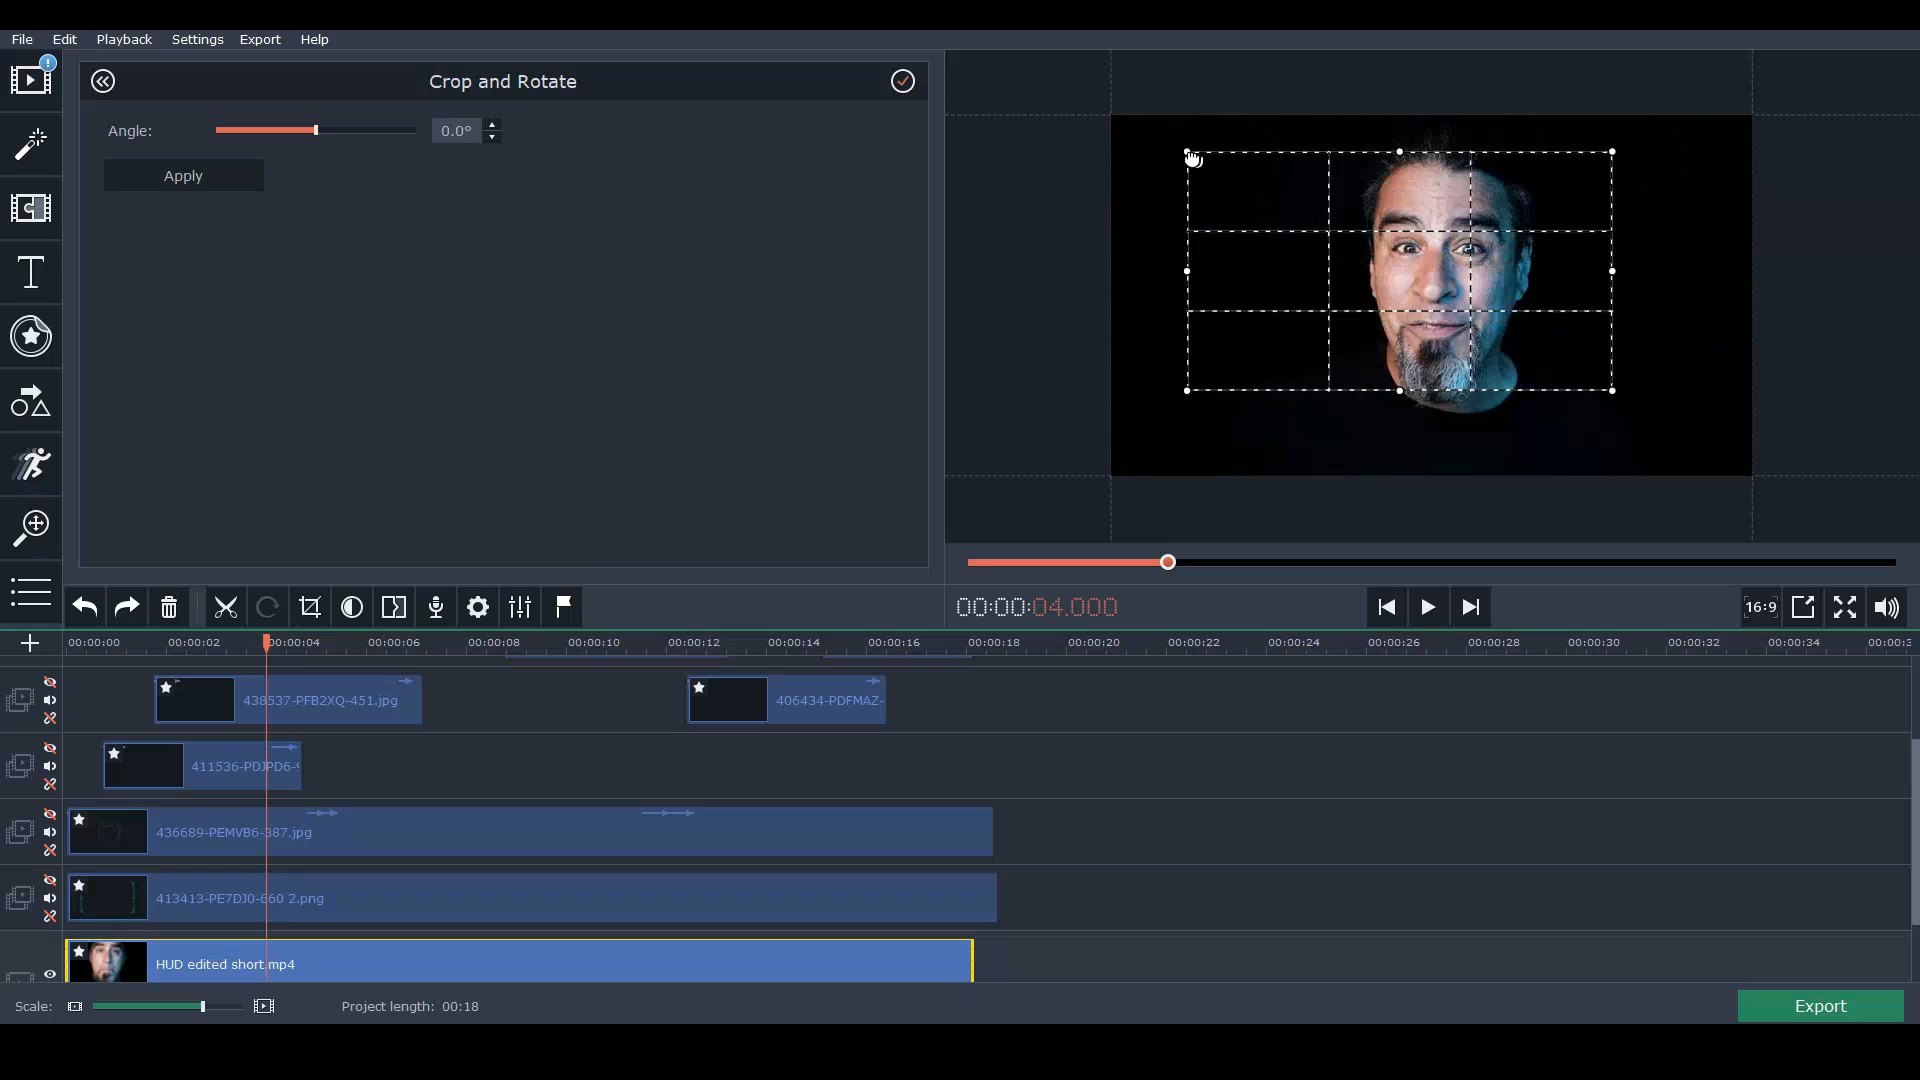 File Edit Playback Settings Export Help
Crop and Rotate
Angle: 0.0°
Apply
00:00:04.000
16:9
00:00:00 00:00:02 00:00:04 00:00:06 00:00:08 00:00:10 00:00:12 00:00:14 00:00:16 00:00:18 00:00:20 00:00:22 00:00:24 00:00:26 00:00:28 00:00:30 00:00:32 00:00:34 00:00:3
438537-PFB2XQ-451.jpg 406434-PDFMAZ-
411536-PDJPD6-
436689-PEMVB6-387.jpg
413413-PE7DJ0-660 2.png
HUD edited short.mp4
Scale: Project length: 00:18 Export